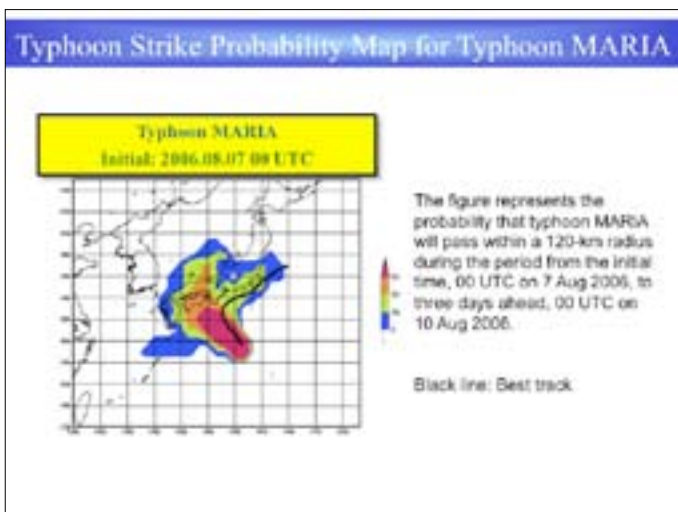 Typhoon Strike Probability Map for Typhoon MARIA
Typhoon MARIA
Initial: 2006.08.07 00 UTC
The figure represents the
probability that typhoon MARIA
will pass within a 120-km radius
during the period from the initial
time, 00 UTC on 7 Aug 2006, to
three days ahead, 00 UTC on
10 Aug 2006.
Black line: Best track